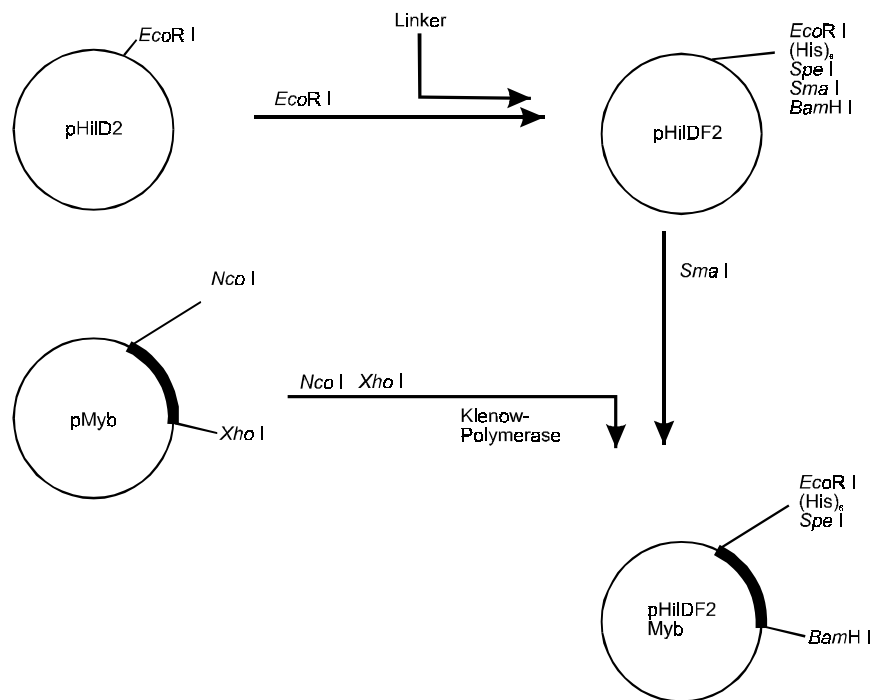 EcoR I
Linker
EcoR I
(His)₆
Spe I
Sma I
BamH I
EcoR I
pHilD2
pHilDF2
Nco I
Sma I
Nco I Xho I
pMyb
Klenow-
Polymerase
Xho I
EcoR I
(His)₆
Spe I
pHilDF2
Myb
BamH I